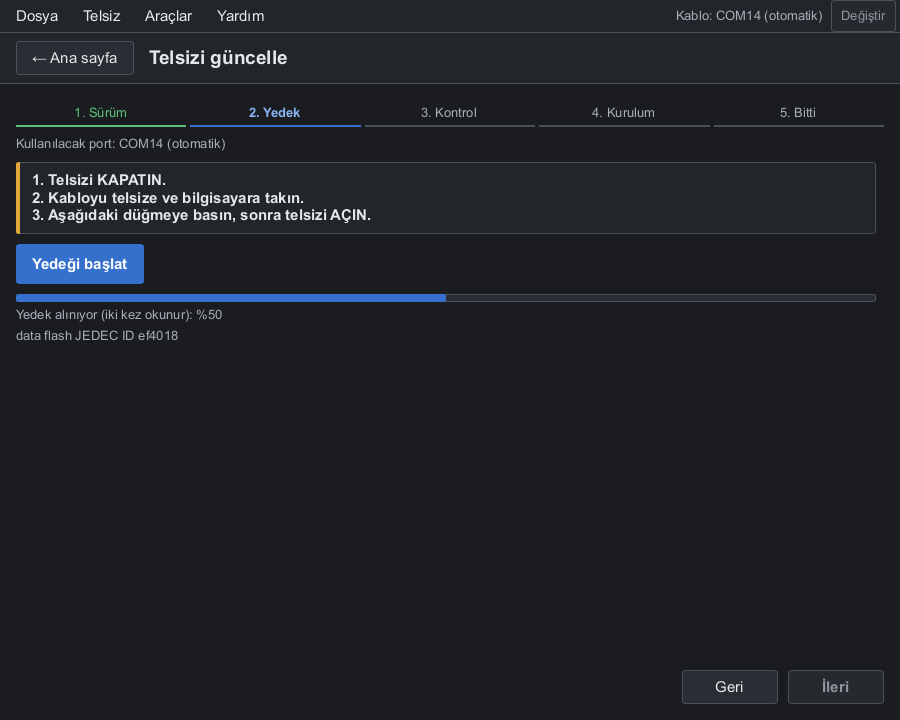 Dosya Telsiz Araçlar Yardım Kablo: COM14 (otomatik) Değiştir
← Ana sayfa Telsizi güncelle
1. Sürüm 2. Yedek 3. Kontrol 4. Kurulum 5. Bitti
Kullanılacak port: COM14 (otomatik)
1. Telsizi KAPATIN.
2. Kabloyu telsize ve bilgisayara takın.
3. Aşağıdaki düğmeye basın, sonra telsizi AÇIN.
Yedeği başlat
Yedek alınıyor (iki kez okunur): %50
data flash JEDEC ID ef4018
Geri İleri